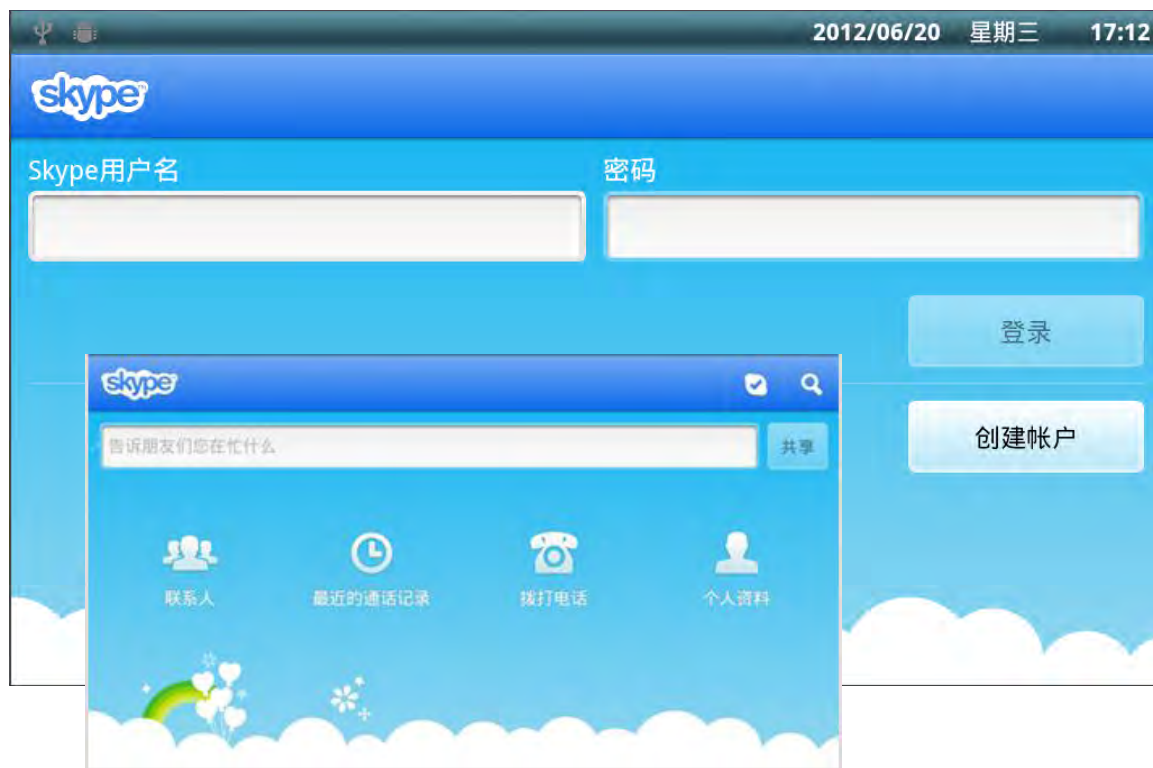 2012/06/20 星期三 17:12
skype
Skype用户名 密码
登录
创建帐户
skype
告诉朋友们您在忙什么 共享
联系人 最近的通话记录 拨打电话 个人资料